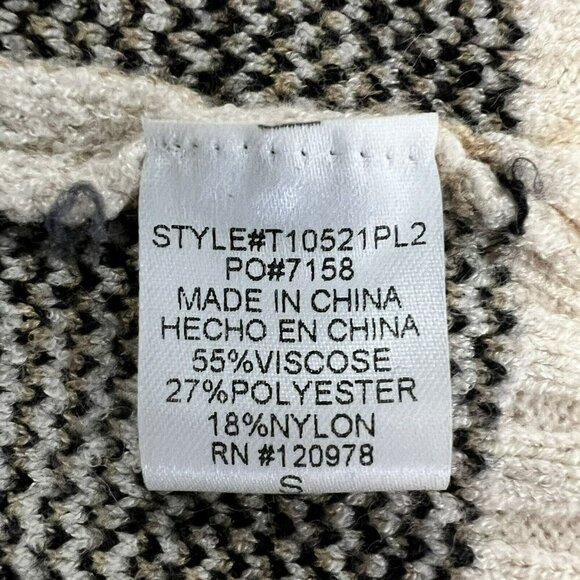 STYLE#T10521PL2
PO#7158
MADE IN CHINA
HECHO EN CHINA
55%VISCOSE
27%POLYESTER
18%NYLON
RN #120978
S